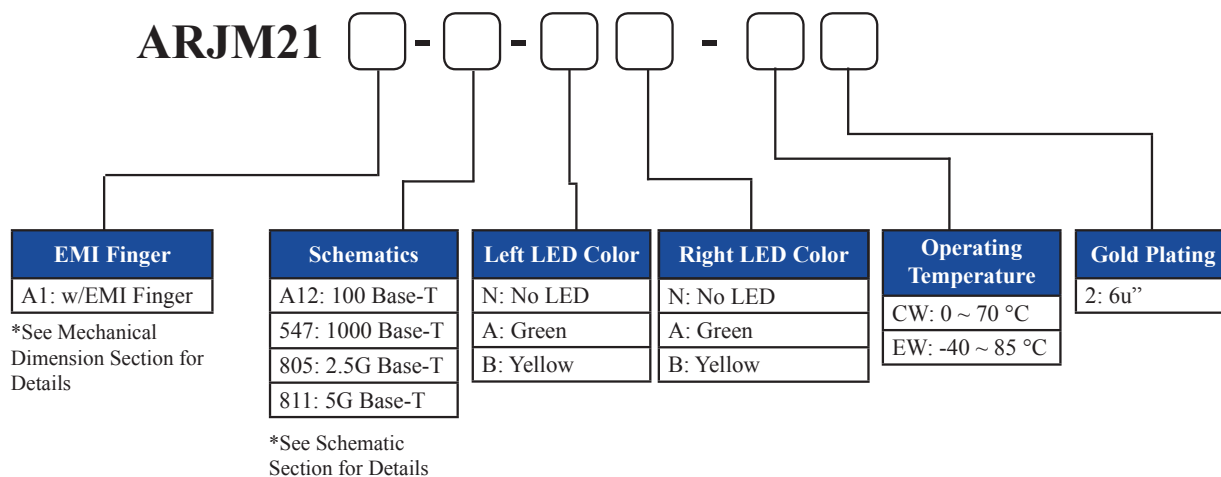 ARJM21 - - -
EMI Finger
A1: w/EMI Finger
*See Mechanical
Dimension Section for
Details
Schematics
A12: 100 Base-T
547: 1000 Base-T
805: 2.5G Base-T
811: 5G Base-T
*See Schematic
Section for Details
Left LED Color
N: No LED
A: Green
B: Yellow
Right LED Color
N: No LED
A: Green
B: Yellow
Operating
Temperature
CW: 0 ~ 70 °C
EW: -40 ~ 85 °C
Gold Plating
2: 6u”